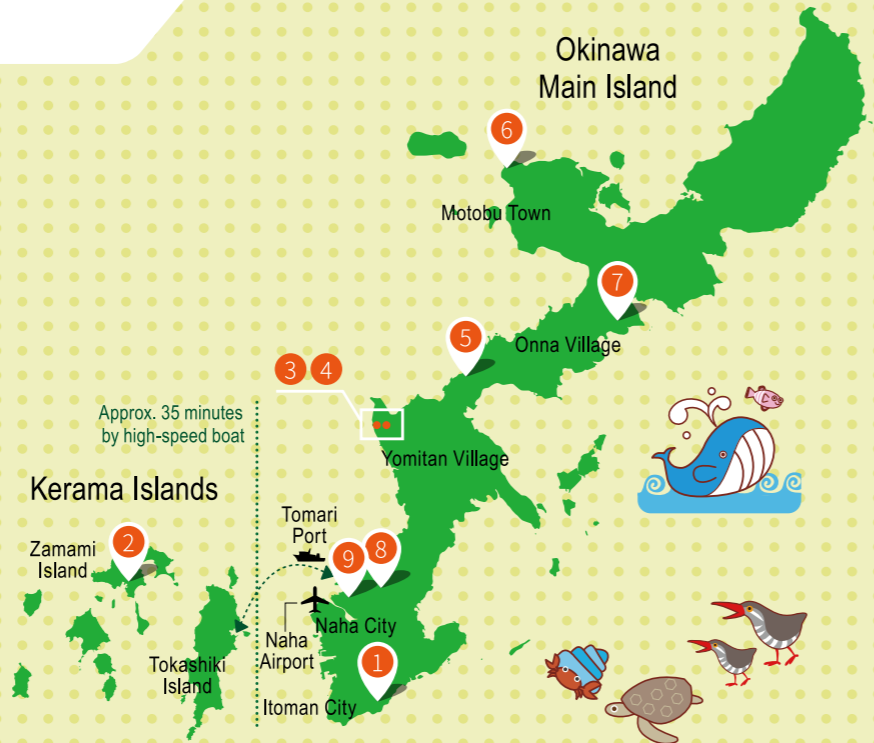 Okinawa
Main Island
6
Motobu Town
7
5
Onna Village
3 4
Approx. 35 minutes
by high-speed boat
Yomitan Village
Kerama Islands
Tomari
Port
Zamami
Island
2
9
8
Naha City
Naha
Airport
Tokashiki
Island
1
Itoman City